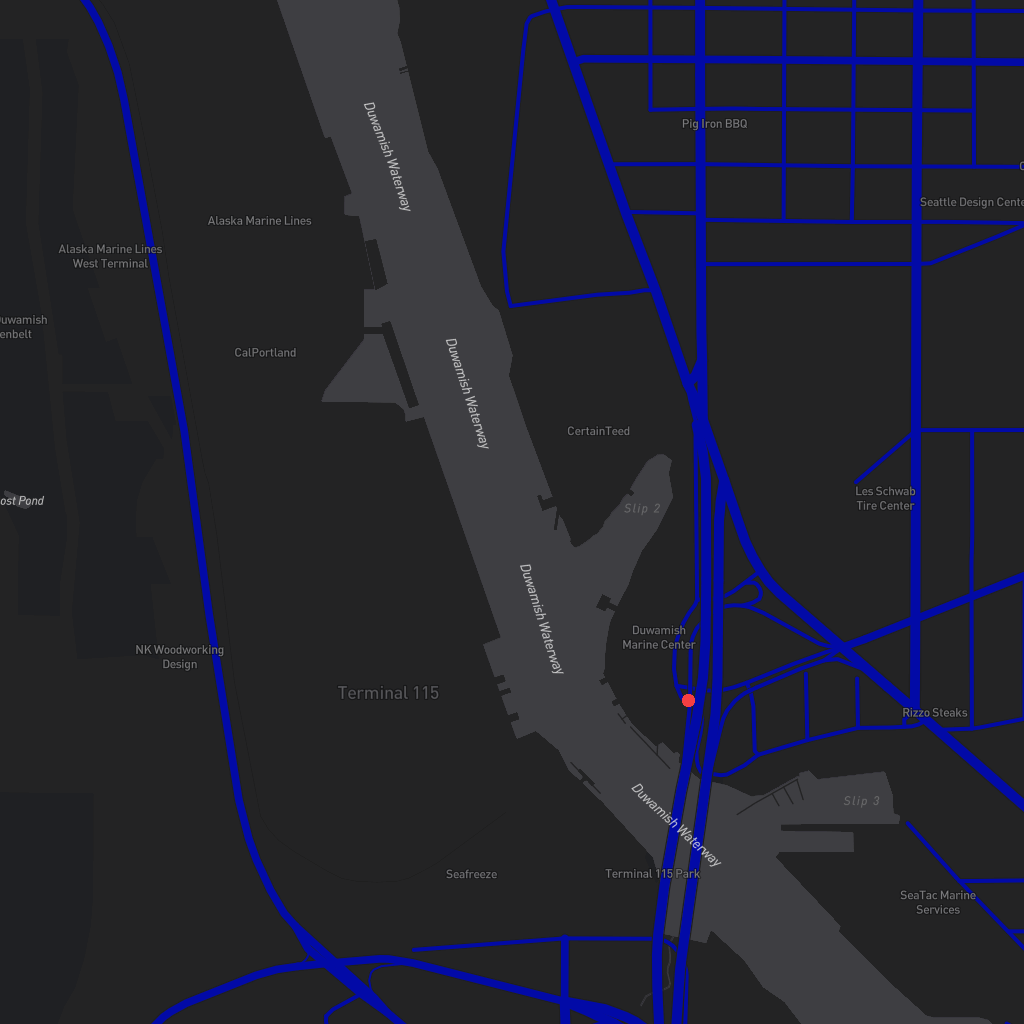 Pig Iron BBQ
Duwamish Waterway
Seattle Design Cente
Alaska Marine Lines
Alaska Marine Lines
West Terminal
uwamish
enbelt
CalPortland
Duwamish Waterway
CertainTeed
Les Schwab
Tire Center
ost Pond
Slip 2
Duwamish Waterway
Duwamish
Marine Center
NK Woodworking
Design
Terminal 115
Rizzo Steaks
Slip 3
Duwamish Waterway
Seafreeze
Terminal 115 Park
SeaTac Marine
Services